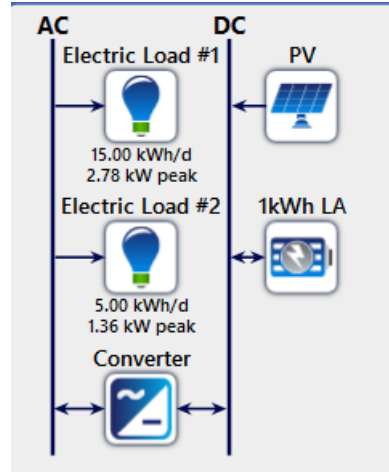 AC DC
Electric Load #1 PV
15.00 kWh/d
2.78 kW peak
Electric Load #2 1kWh LA
5.00 kWh/d
1.36 kW peak
Converter